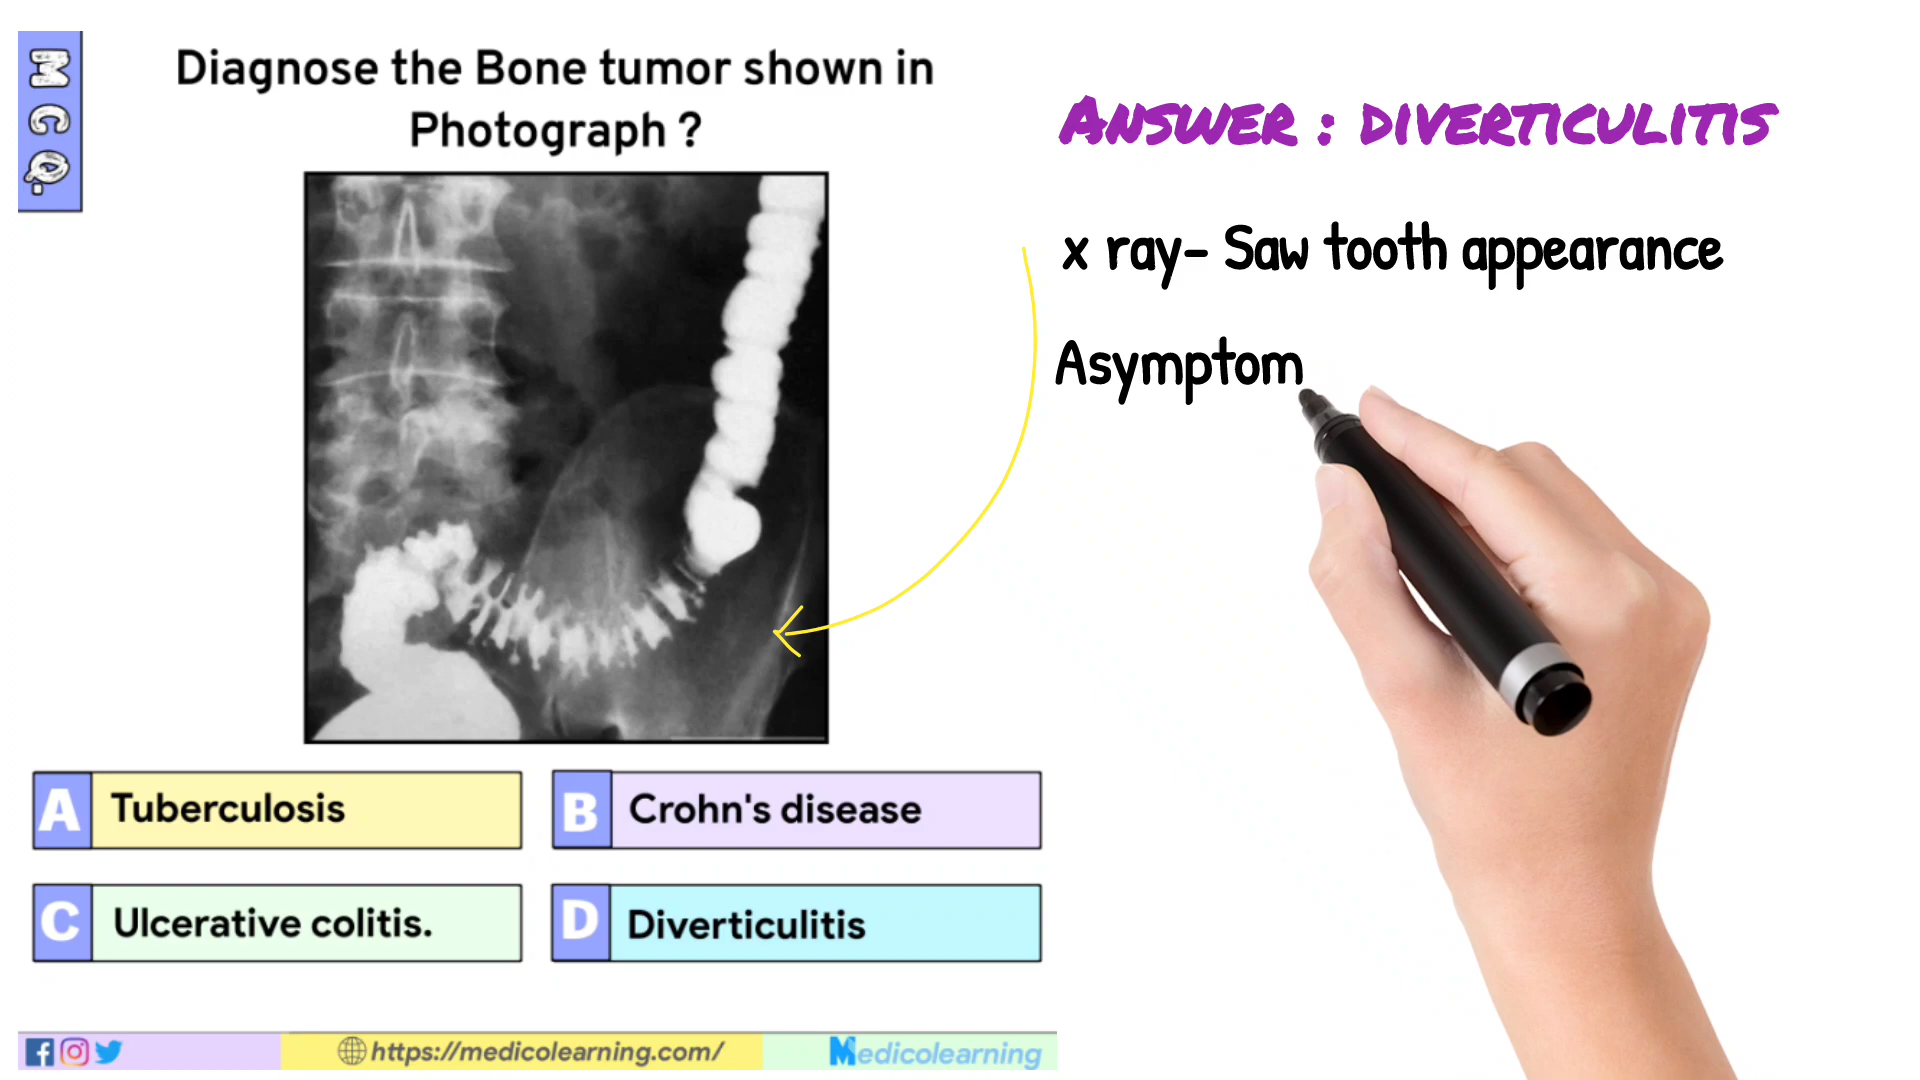 MCQ.
Diagnose the Bone tumor shown in
Photograph ?
Answer : diverticulitis
x ray- Saw tooth appearance
Asymptom
A Tuberculosis
B Crohn's disease
C Ulcerative colitis.
D Diverticulitis
https://medicolearning.com/
Medicolearning